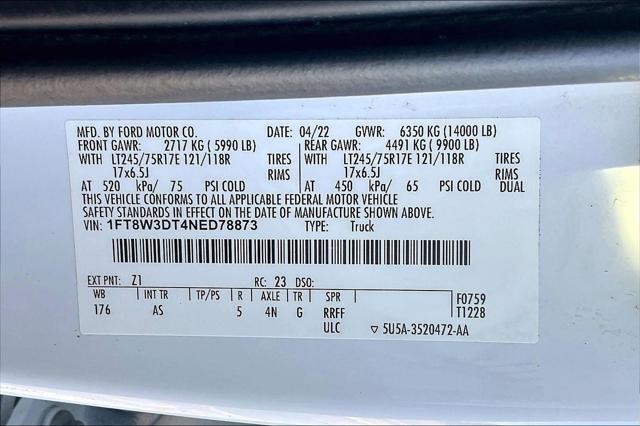 MFD. BY FORD MOTOR CO. DATE: 04/22 GVWR: 6350 KG (14000 LB)
FRONT GAWR: 2717 KG (5990 LB) REAR GAWR: 4491 KG (9900 LB)
WITH LT245/75R17E 121/118R TIRES WITH LT245/75R17E 121/118R TIRES
17x6.5J RIMS 17x6.5J RIMS
AT 520 kPa/ 75 PSI COLD AT 450 kPa/ 65 PSI COLD DUAL
THIS VEHICLE CONFORMS TO ALL APPLICABLE FEDERAL MOTOR VEHICLE
SAFETY STANDARDS IN EFFECT ON THE DATE OF MANUFACTURE SHOWN ABOVE.
VIN: 1FT8W3DT4NED78873 TYPE: Truck
EXT PNT: Z1 RC: 23 DSO:
WB INT TR TP/PS R AXLE TR SPR F0759
176 AS 5 4N G RRFF T1228
ULC ▽ 5U5A-3520472-AA